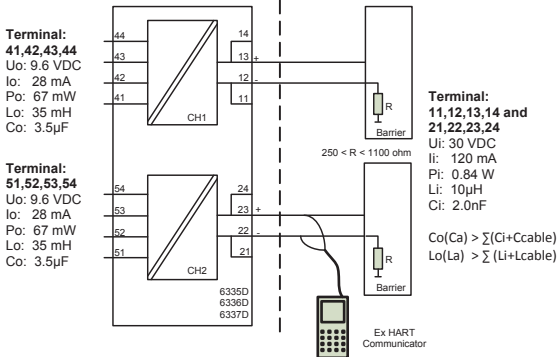 Terminal:
41,42,43,44
Uo: 9.6 VDC
Io: 28 mA
Po: 67 mW
Lo: 35 mH
Co: 3.5µF
Terminal:
51,52,53,54
Uo: 9.6 VDC
Io: 28 mA
Po: 67 mW
Lo: 35 mH
Co: 3.5µF
44
43
42
41
CH1
14
13 +
12 -
11
R
Barrier
250 < R < 1100 ohm
54
53
52
51
CH2
24
23 +
22 -
21
6335D
6336D
6337D
R
Barrier
Ex HART
Communicator
Terminal:
11,12,13,14 and
21,22,23,24
Ui: 30 VDC
Ii: 120 mA
Pi: 0.84 W
Li: 10µH
Ci: 2.0nF
Co(Ca) > ∑(Ci+Ccable)
Lo(La) > ∑ (Li+Lcable)